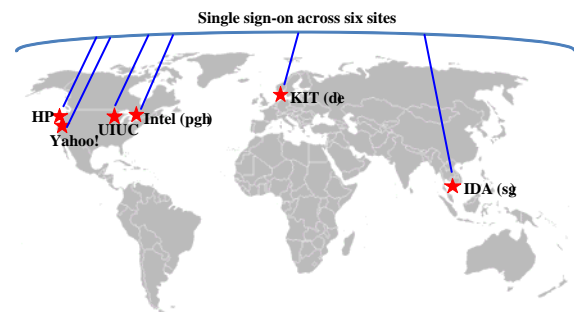 Single sign-on across six sites
KIT (de
HP
Intel (pgh)
UIUC
Yahoo!
IDA (sg)